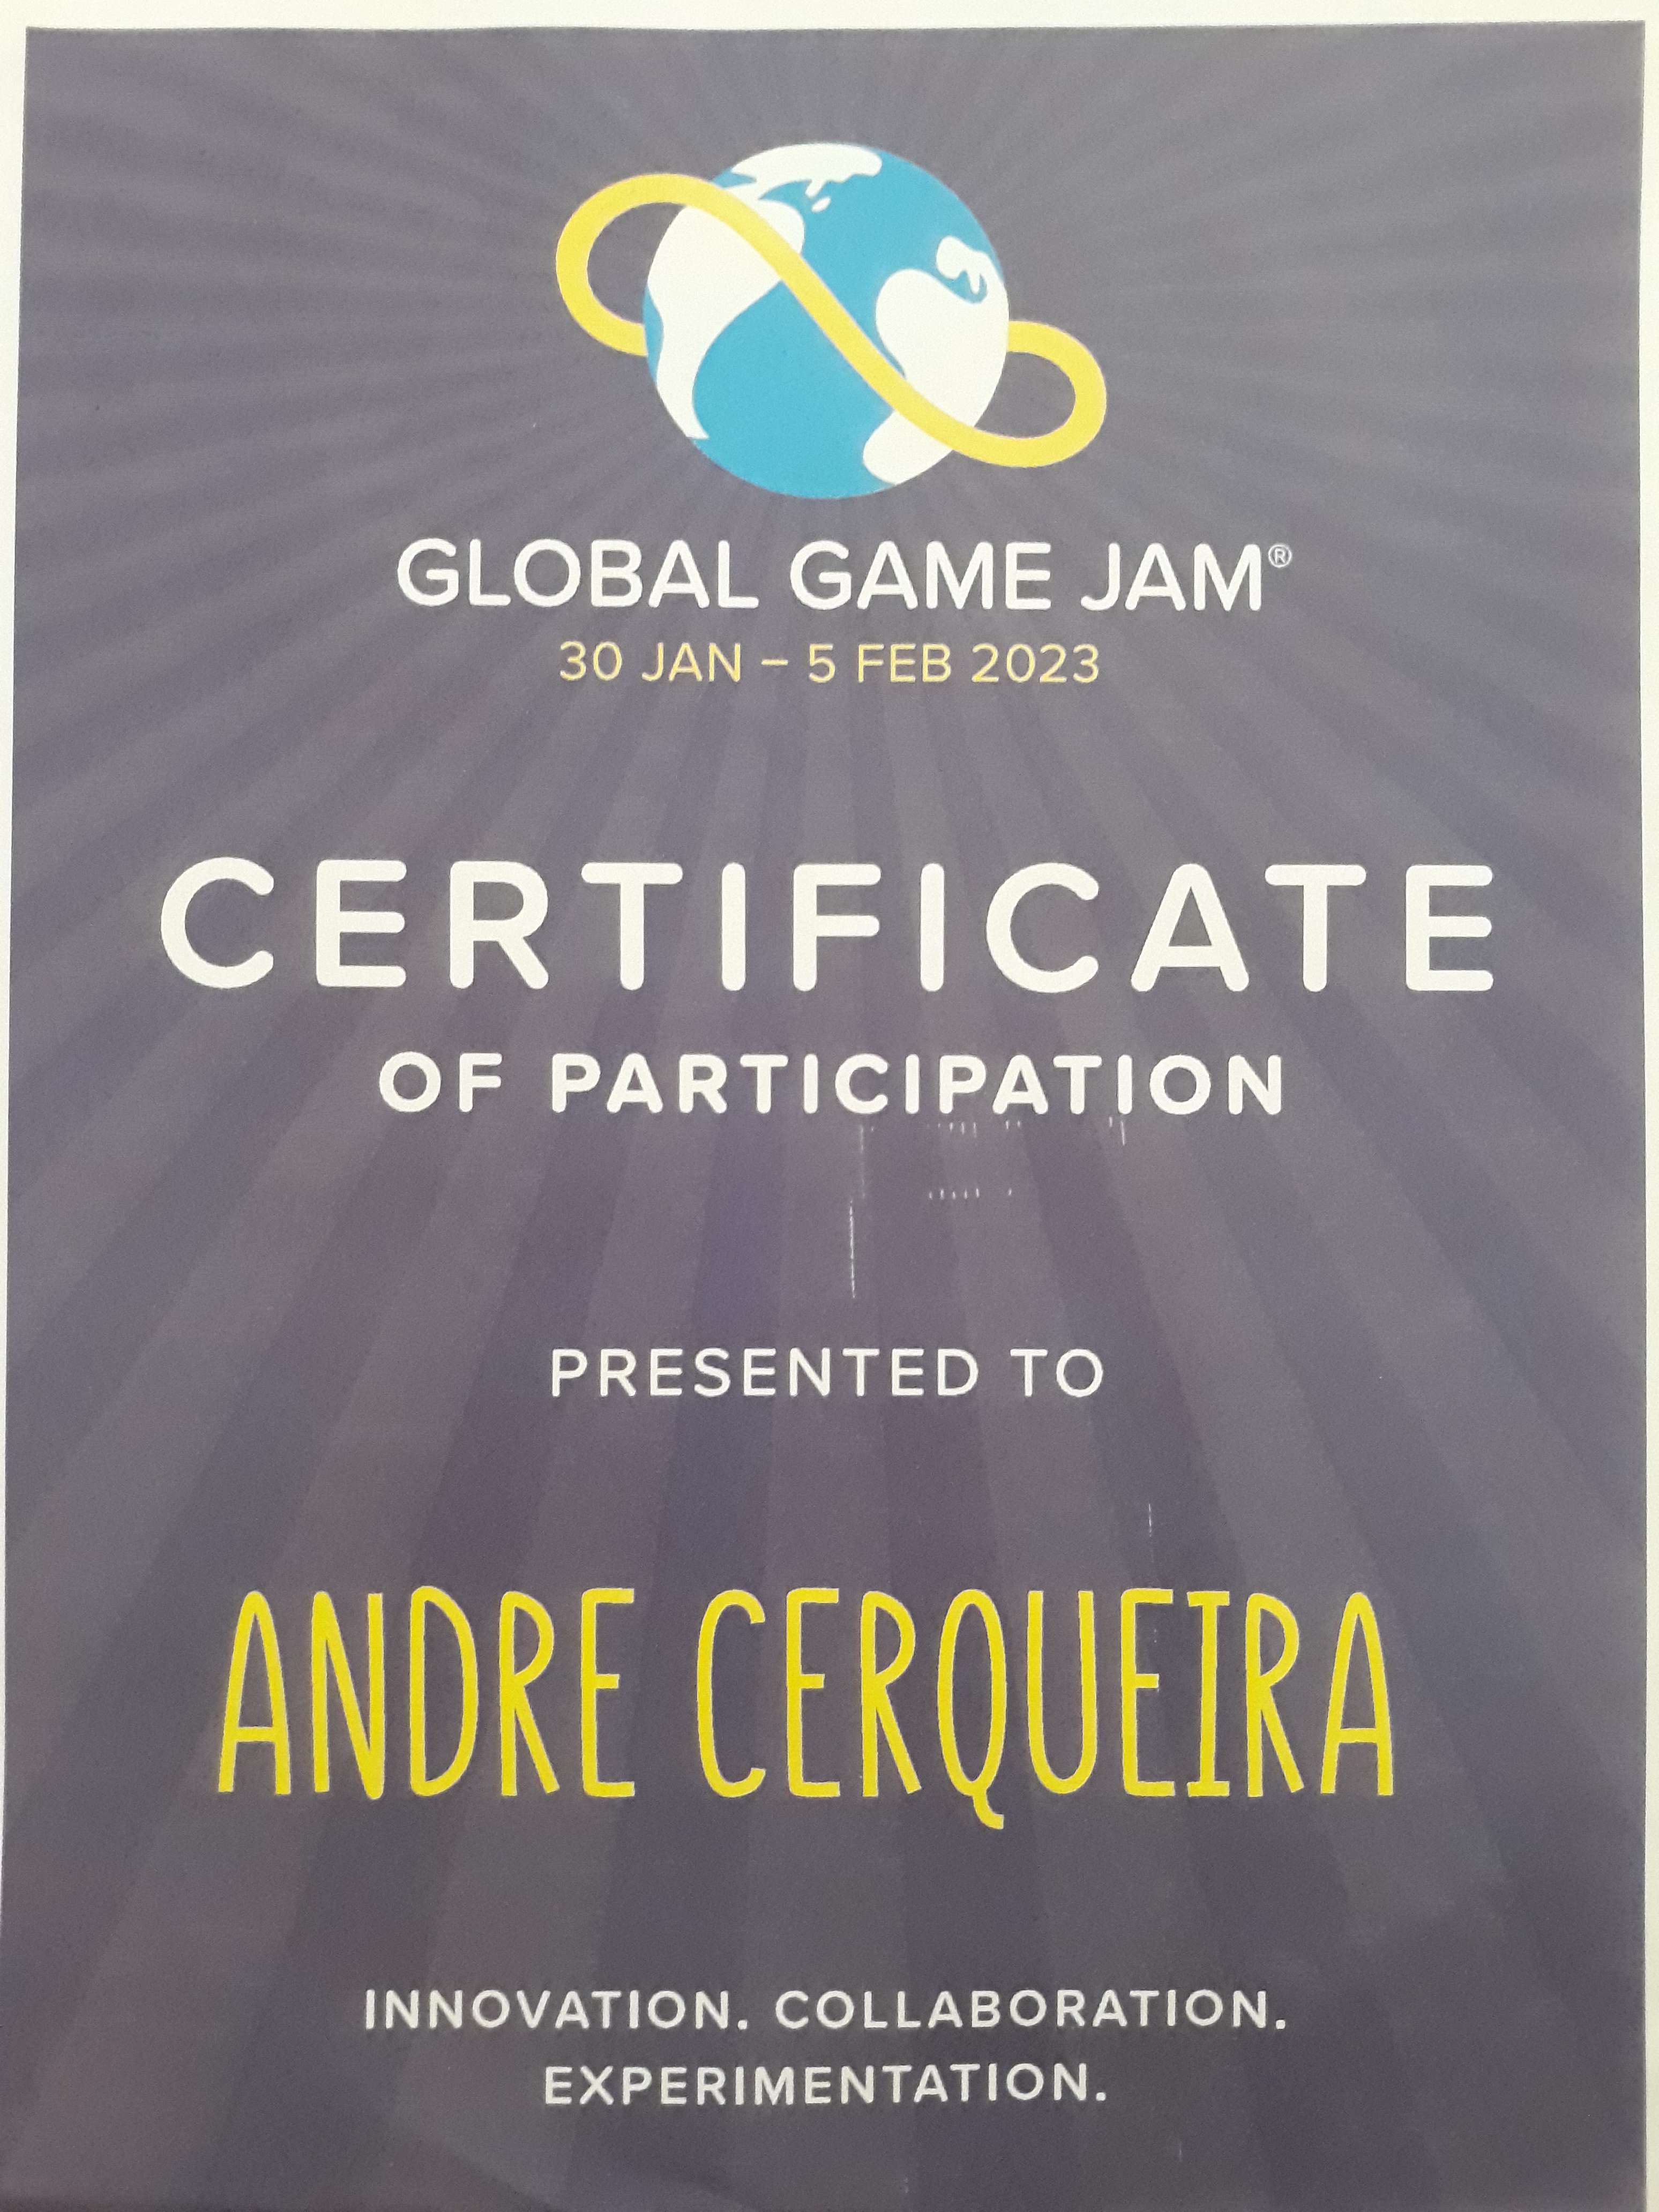 GLOBAL GAME JAM®
30 JAN – 5 FEB 2023
CERTIFICATE
OF PARTICIPATION
PRESENTED TO
ANDRE CERQUEIRA
INNOVATION. COLLABORATION.
EXPERIMENTATION.